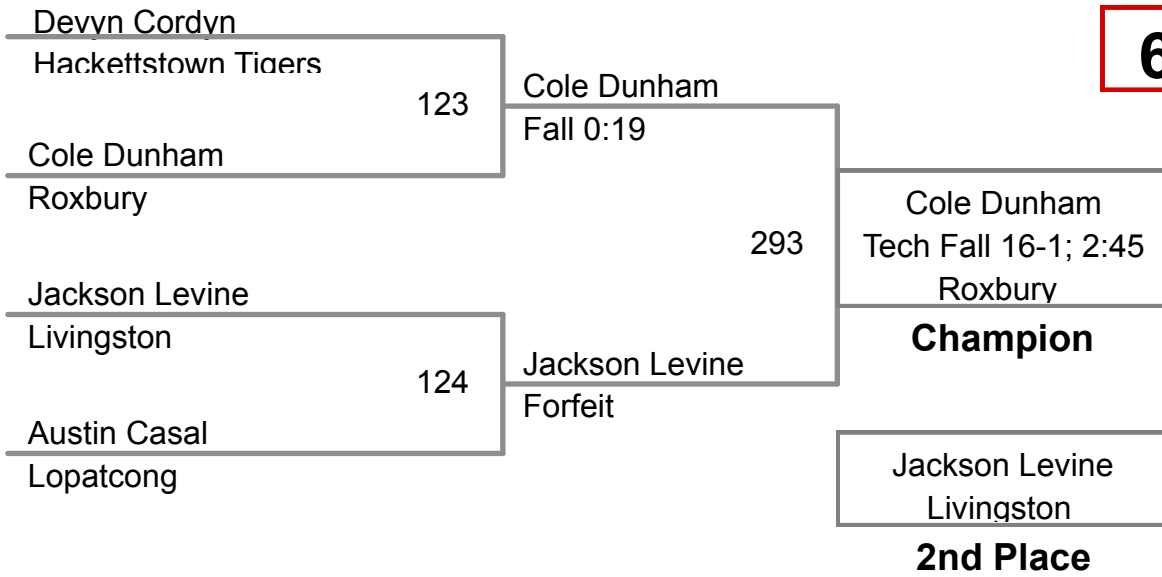 Devyn Cordyn
Hackettstown Tigers
6
123
Cole Dunham
Fall 0:19
Cole Dunham
Roxbury
293
Cole Dunham
Tech Fall 16-1; 2:45
Roxbury
Champion
Jackson Levine
Livingston
124
Jackson Levine
Forfeit
Austin Casal
Lopatcong
Jackson Levine
Livingston
2nd Place